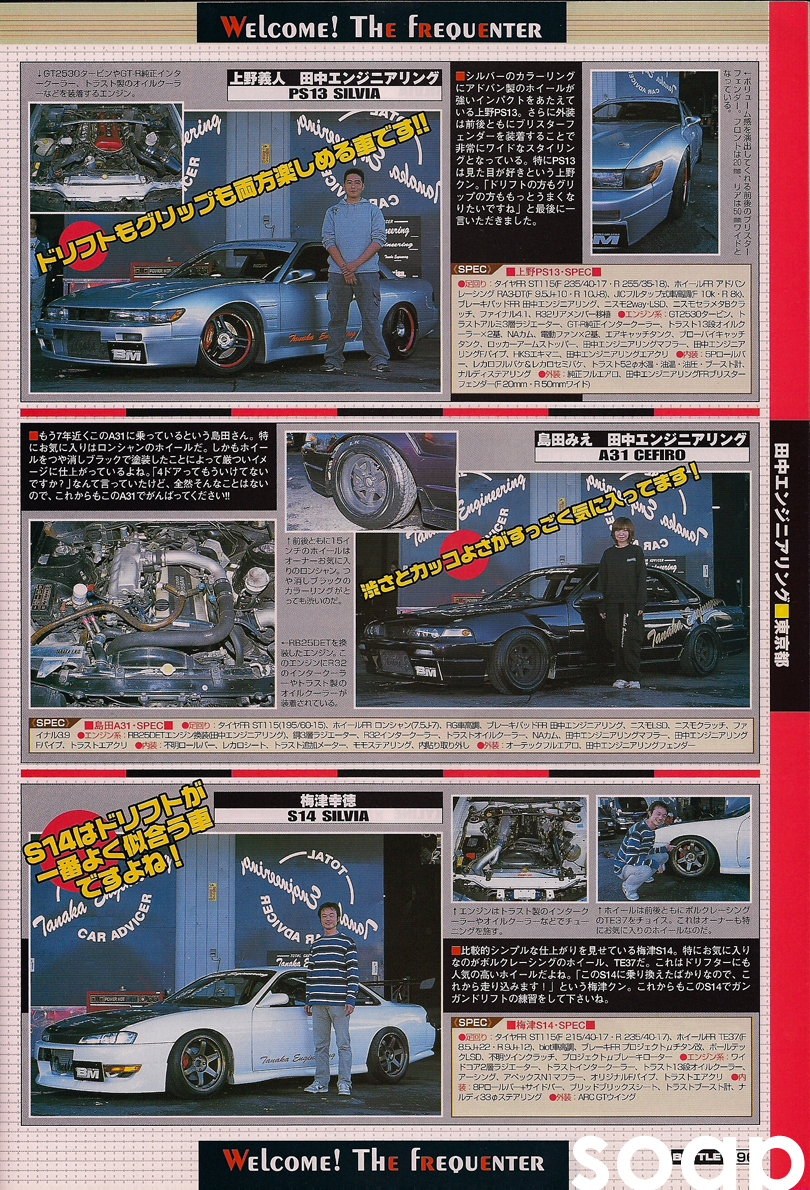 WELCOME! THE FREQUENTER
↓GT2530タービンやGT-R純正インタ
ークーラー、トラスト製のオイルクー
ラーなどを装着するエンジン。
上野義人　田中エンジニアリング
PS13 SILVIA
ドリフトもグリップも両方楽しめる車です!!
■シルバーのカラーリング
にアドバン製のホイールが
強いインパクトをあたえて
いる上野PS13。さらに外装
は前後ともにブリスターフ
ェンダーを装着することで
非常にワイドなスタイリン
グとなっている。特にPS13
は見た目が好きという上野
クン。「ドリフトの方もグリ
ップの方ももっとうまくな
りたいですね」と最後に一
言いただきました。
←ボリューム感を演出してくれる前後のブリスター
フェンダー。フロントは20㎜、リアは50㎜ワイドと
なっている。
SPEC ■上野PS13・SPEC■
●足回り：タイヤFR ST115(F 235/40-17・R 255/35-18)、ホイールFR アドバン
レーシング RA3-DT(F 9.5J+10・R 10J-8)、JICフルタップ式車高調(F 10k・R 8k)、
ブレーキパッドFR 田中エンジニアリング、ニスモ2way・LSD、ニスモセラメタBクラ
ッチ、ファイナル4.1、R32リアメンバー移植 ●エンジン系：GT2530タービン、ト
ラストアルミ3層ラジエーター、GT-R純正インタークーラー、トラスト13段オイル
クーラー×2基、NAカム、電動ファン×2基、エアキャッチタンク、ブローバイキャッチ
タンク、ロッカーアームストッパー、田中エンジニアリングマフラー、田中エンジニア
リングFパイプ、HKSエキマニ、田中エンジニアリングエアクリ ●内装：5Pロールバ
ー、レカロフルバケ&レカロセミバケ、トラスト52φ水温・油温・油圧・ブースト計、
ナルディステアリング ●外装：純正フルエアロ、田中エンジニアリングFRブリスター
フェンダー(F 20mm・R 50mmワイド)
■もう7年近くこのA31に乗っているという島田さん。特
にお気に入りはロンシャンのホイールだ。しかもホイー
ルをつや消しブラックで塗装したことによって厳ついイメ
ージに仕上がっているよね。「4ドアってもういけてない
ですか？」なんて言っていたけど、全然そんなことはない
ので、これからもこのA31でがんばってください!!
島田みえ　田中エンジニアリング
A31 CEFIRO
渋さとカッコよさがすっごく気に入ってます！
↑前後ともに15イ
ンチのホイールは
オーナーお気に入
りのロンシャン。つ
や消しブラックの
カラーリングがと
っても渋いのだ。
←RB25DETを換
装したエンジン。こ
のエンジンにR32
のインタークーラ
ーやトラスト製の
オイルクーラーが
装着されている。
SPEC ■島田A31・SPEC■ ●足回り：タイヤFR ST115(195/60-15)、ホイールFR ロンシャン(7.5J-7)、RG車高調、ブレーキパッドFR 田中エンジニアリング、ニスモLSD、ニスモクラッチ、ファ
イナル3.9 ●エンジン系：RB25DETエンジン換装(田中エンジニアリング)、銅3層ラジエーター、R32インタークーラー、トラストオイルクーラー、NAカム、田中エンジニアリングマフラー、田中エンジニアリング
Fパイプ、トラストエアクリ ●内装：不明ロールバー、レカロシート、トラスト追加メーター、モモステアリング、内貼り取り外し ●外装：オーテックフルエアロ、田中エンジニアリングフェンダー
田中エンジニアリング■東京都
S14はドリフトが
一番よく似合う車
ですよね！
梅津幸徳
S14 SILVIA
↑エンジンはトラスト製のインターク
ーラーやオイルクーラーなどでチュー
ニングを施す。
↑ホイールは前後ともにボルクレーシング
のTE37をチョイス。これはオーナーも特
にお気に入りのホイールなのだ。
■比較的シンプルな仕上がりを見せている梅津S14。特にお気に入り
なのがボルクレーシングのホイール、TE37だ。これはドリフターにも
人気の高いホイールだよね。「このS14に乗り換えたばかりなので、こ
れから走り込みます！」という梅津クン。これからもこのS14でガン
ガンドリフトの練習をして下さいね。
SPEC ■梅津S14・SPEC■
●足回り：タイヤFR ST115(F 215/40-17・R 235/40-17)、ホイールFR TE37(F
8.5J+22・R 9J+12)、biot車高調、ブレーキFR プロジェクトμチタン改、ボールテッ
クLSD、不明ツインクラッチ、プロジェクトμブレーキローター ●エンジン系：ワイ
ドコア2層ラジエター、トラストインタークーラー、トラスト13段オイルクーラー、
アーシング、アペックスN1マフラー、オリジナルFパイプ、トラストエアクリ ●内
装：8Pロールバー+サイドバー、ブリッドブリックスシート、トラストブースト計、ナ
ルディ33φステアリング ●外装：ARC GTウイング
Tanaka Engineering
CAR ADVICER
BM
WELCOME! THE FREQUENTER
soap